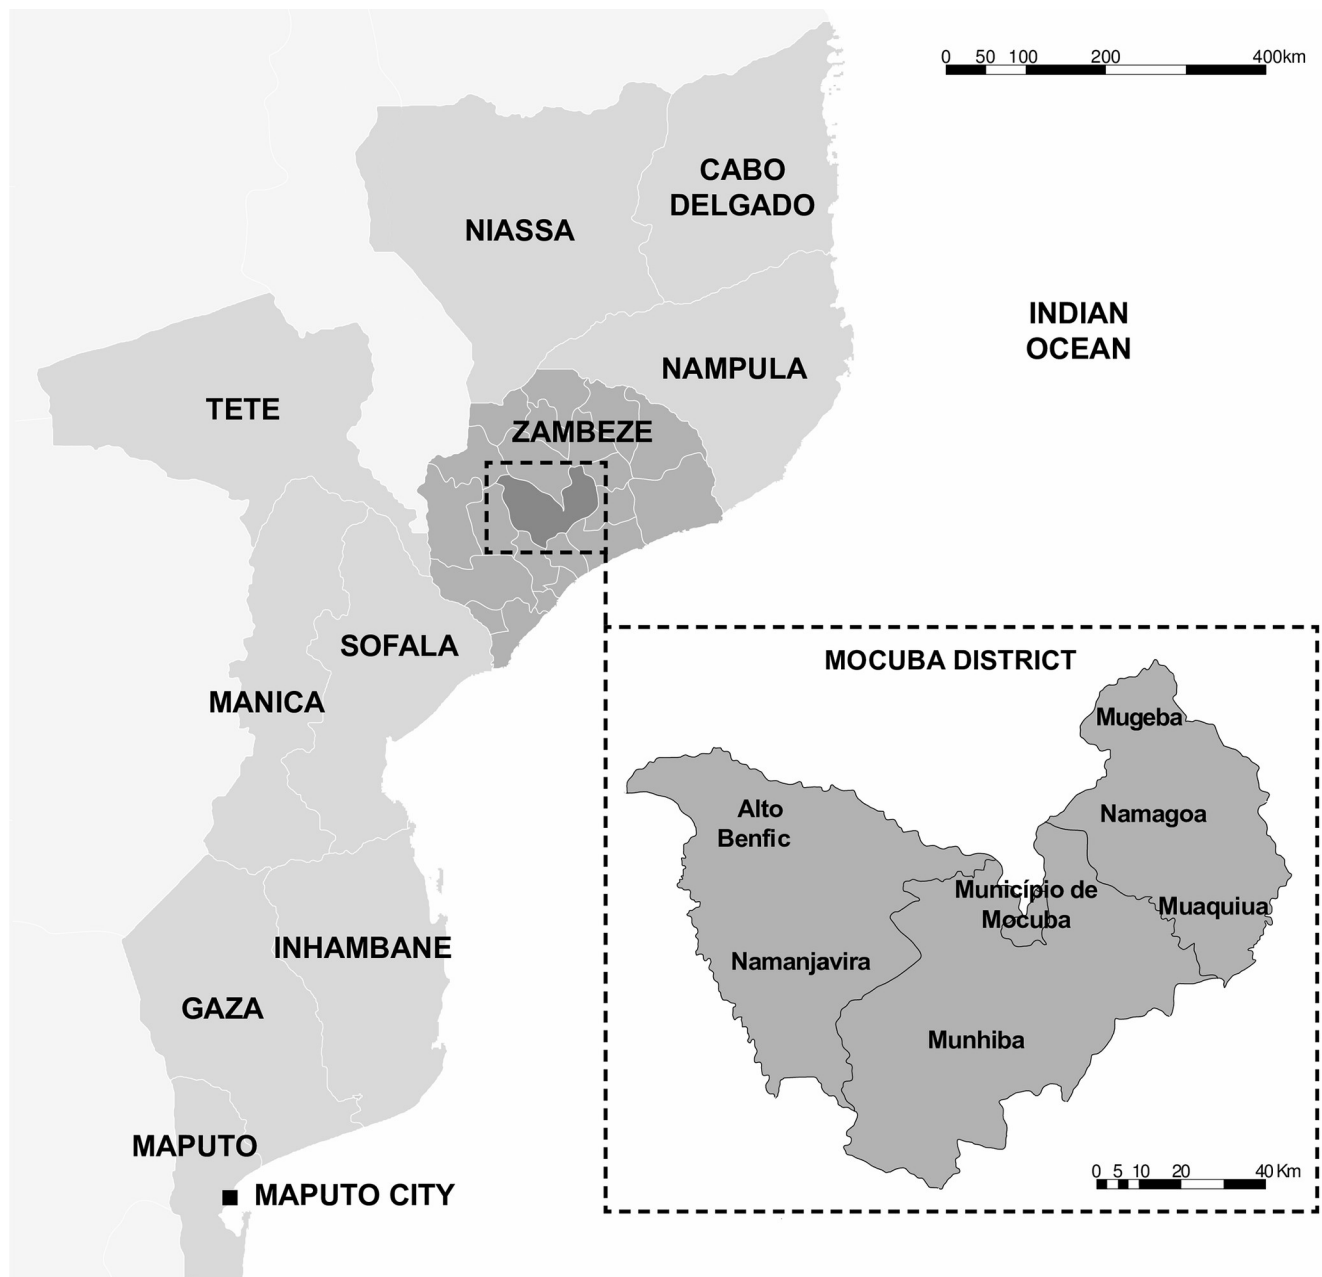 0 50 100 200 400km
CABO
DELGADO
NIASSA
INDIAN
OCEAN
NAMPULA
TETE
ZAMBEZE
SOFALA
MANICA
INHAMBANE
GAZA
MAPUTO
MAPUTO CITY
MOCUBA DISTRICT
Mugeba
Alto
Benfic
Namagoa
Município de
Mocuba
Muaquiua
Namanjavira
Munhiba
0 5 10 20 40 Km